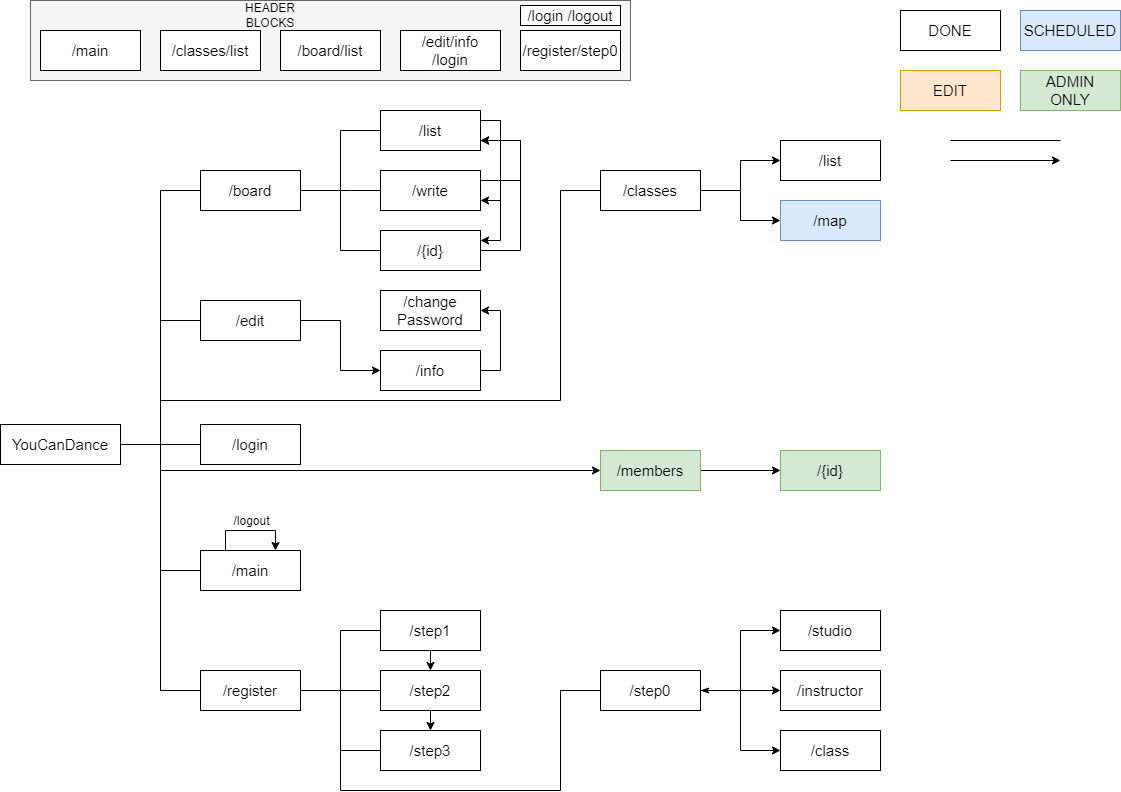 HEADER
BLOCKS
/login /logout
/main
/classes/list
/board/list
/edit/info
/login
/register/step0
DONE
SCHEDULED
EDIT
ADMIN
ONLY
/list
/board
/write
/{id}
/classes
/list
/map
/edit
/change
Password
/info
YouCanDance
/login
/members
/{id}
/logout
/main
/register
/step1
/step2
/step3
/step0
/studio
/instructor
/class